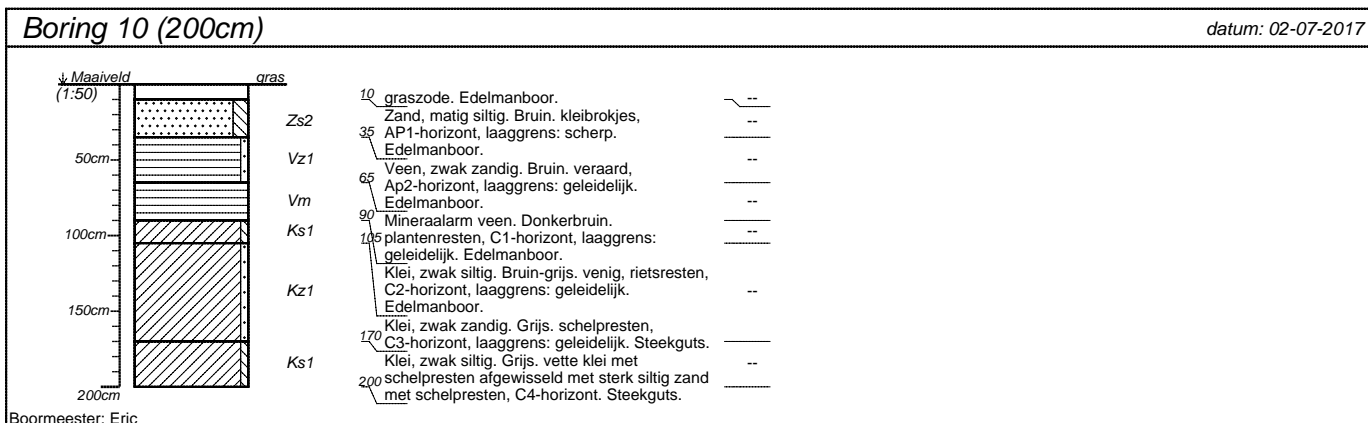 Boring 10 (200cm)
datum: 02-07-2017
Maaiveld
gras
(1:50)
50cm
100cm
150cm
200cm
Zs2
Vz1
Vm
Ks1
Kz1
Ks1
10 graszode. Edelmanboor. --
Zand, matig siltig. Bruin. kleibrokjes, --
35 AP1-horizont, laaggrens: scherp.
Edelmanboor.
Veen, zwak zandig. Bruin. veraard, --
65 Ap2-horizont, laaggrens: geleidelijk.
Edelmanboor.
90 Mineraalarm veen. Donkerbruin. --
105 plantenresten, C1-horizont, laaggrens:
geleidelijk. Edelmanboor.
Klei, zwak siltig. Bruin-grijs. venig, rietsresten,
C2-horizont, laaggrens: geleidelijk. --
Edelmanboor.
Klei, zwak zandig. Grijs. schelpresten,
170 C3-horizont, laaggrens: geleidelijk. Steekguts.
Klei, zwak siltig. Grijs. vette klei met --
200 schelpresten afgewisseld met sterk siltig zand
met schelpresten, C4-horizont. Steekguts.
Boormeester: Eric